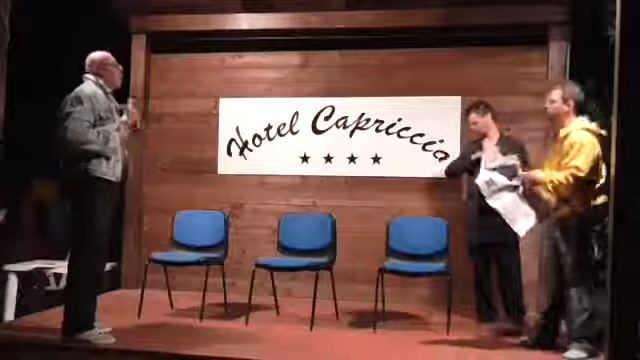 Hotel Capriccio
★ ★ ★ ★